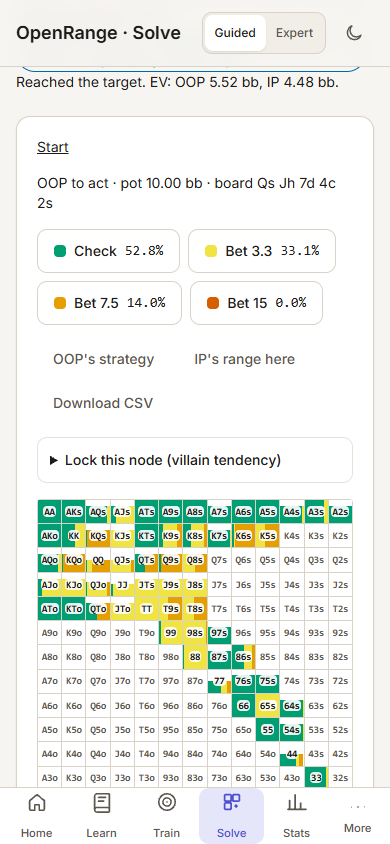 OpenRange · Solve
Guided
Expert
Reached the target. EV: OOP 5.52 bb, IP 4.48 bb.
Start
OOP to act · pot 10.00 bb · board Qs Jh 7d 4c
2s
Check 52.8%
Bet 3.3 33.1%
Bet 7.5 14.0%
Bet 15 0.0%
OOP's strategy
IP's range here
Download CSV
▶ Lock this node (villain tendency)
AA AKs AQs AJs ATs A9s A8s A7s A6s A5s A4s A3s A2s
AKo KK KQs KJs KTs K9s K8s K7s K6s K5s K4s K3s K2s
AQo KQo QQ QJs QTs Q9s Q8s Q7s Q6s Q5s Q4s Q3s Q2s
AJo KJo QJo JJ JTs J9s J8s J7s J6s J5s J4s J3s J2s
ATo KTo QTo JTo TT T9s T8s T7s T6s T5s T4s T3s T2s
A9o K9o Q9o J9o T9o 99 98s 97s 96s 95s 94s 93s 92s
A8o K8o Q8o J8o T8o 98o 88 87s 86s 85s 84s 83s 82s
A7o K7o Q7o J7o T7o 97o 87o 77 76s 75s 74s 73s 72s
A6o K6o Q6o J6o T6o 96o 86o 76o 66 65s 64s 63s 62s
A5o K5o Q5o J5o T5o 95o 85o 75o 65o 55 54s 53s 52s
A4o K4o Q4o J4o T4o 94o 84o 74o 64o 54o 44 43s 42s
A3o K3o Q3o J3o T3o 93o 83o 73o 63o 53o 43o 33 32s
Home
Learn
Train
Solve
Stats
More